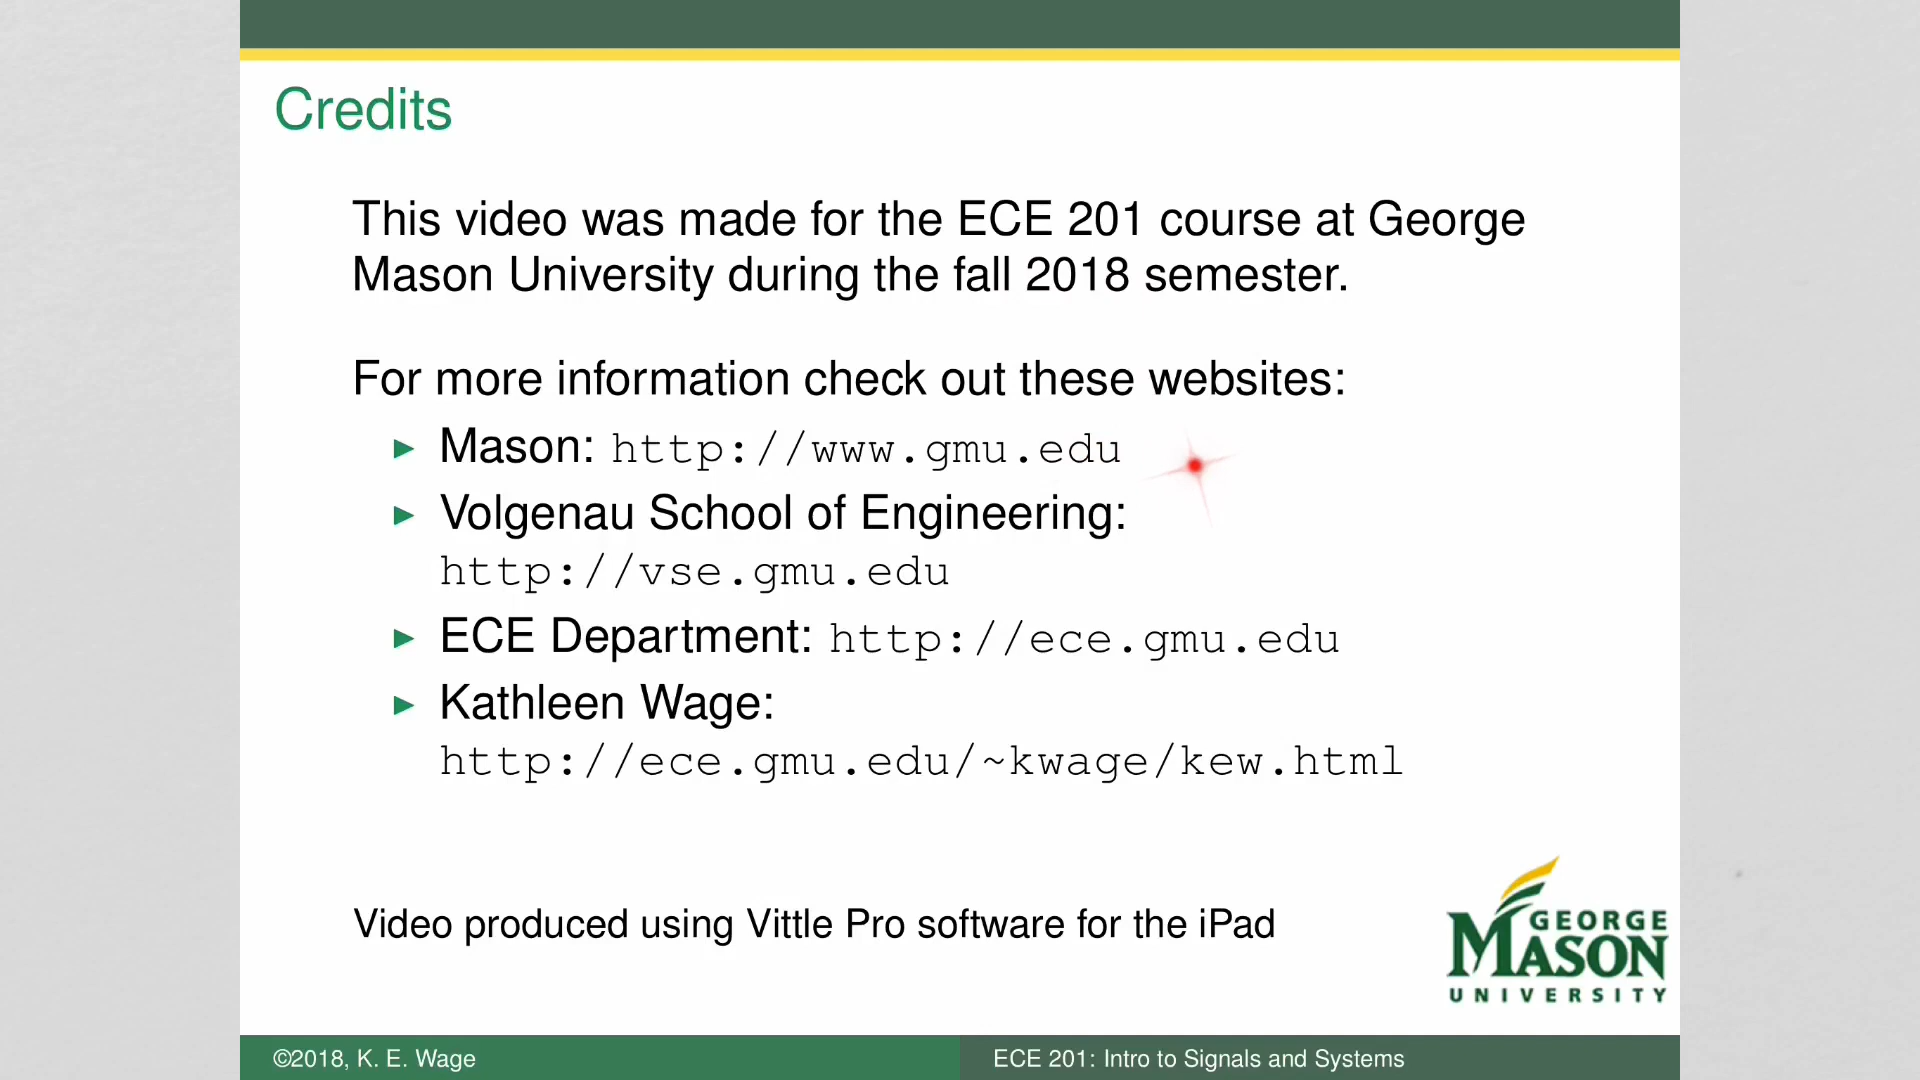 Credits
This video was made for the ECE 201 course at George
Mason University during the fall 2018 semester.
For more information check out these websites:
Mason: http://www.gmu.edu
Volgenau School of Engineering:
http://vse.gmu.edu
ECE Department: http://ece.gmu.edu
Kathleen Wage:
http://ece.gmu.edu/~kwage/kew.html
Video produced using Vittle Pro software for the iPad
GEORGE
MASON
UNIVERSITY
©2018, K. E. Wage
ECE 201: Intro to Signals and Systems